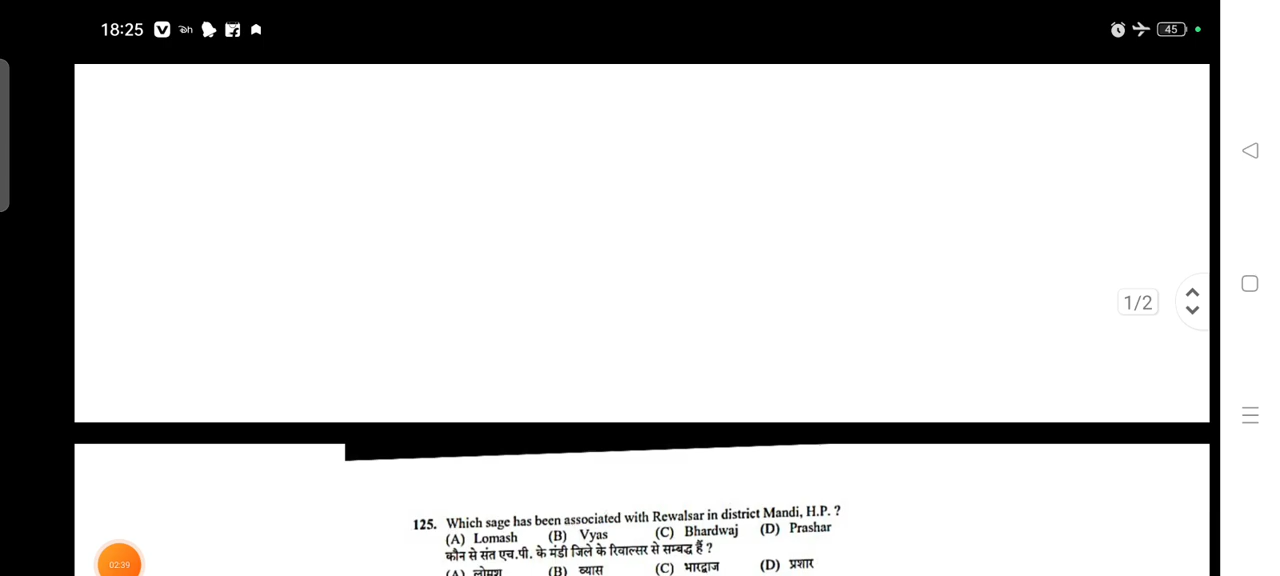 18:25
45
1/2
125. Which sage has been associated with Rewalsar in district Mandi, H.P. ?
(A) Lomash (B) Vyas (C) Bhardwaj (D) Prashar
कौन से संत एच.पी. के मंडी जिले के रिवाल्सर से सम्बद्ध हैं ?
(A) लोमश (B) व्यास (C) भारद्वाज (D) प्रशार
02:39